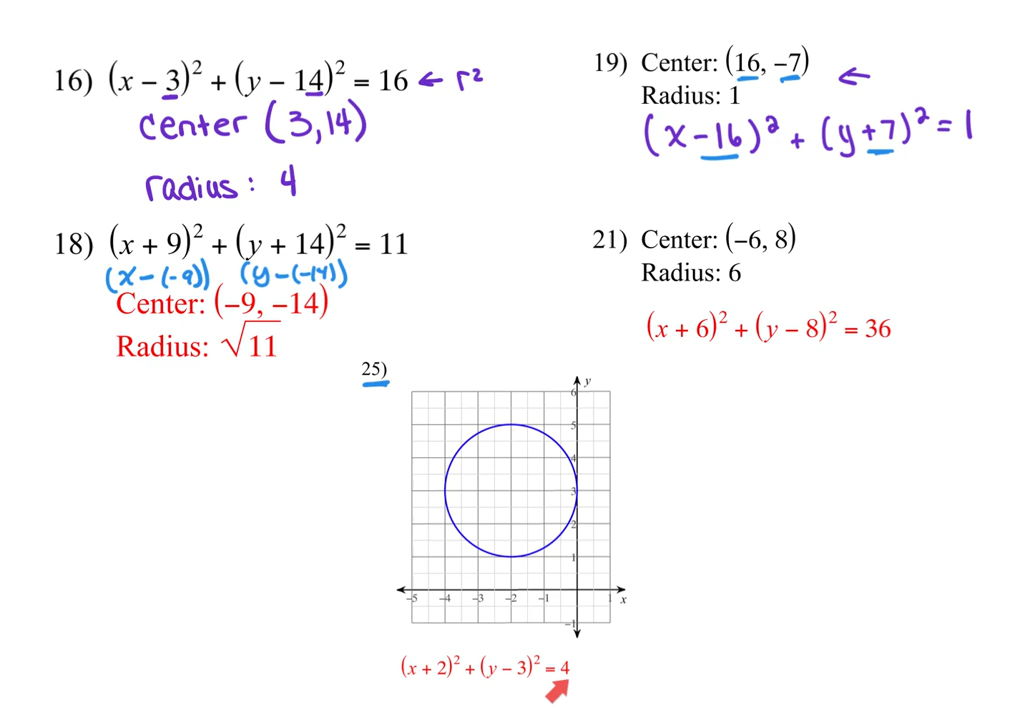 16) (x − 3)² + (y − 14)² = 16 ← r²
center (3, 14)
radius: 4
18) (x + 9)² + (y + 14)² = 11
(x − (−9)) (y − (−14))
Center: (−9, −14)
Radius: √11
19) Center: (16, −7) ←
Radius: 1
(x − 16)² + (y + 7)² = 1
21) Center: (−6, 8)
Radius: 6
(x + 6)² + (y − 8)² = 36
25)
y
6
5
4
3
2
1
−5 −4 −3 −2 −1 1 x
−1
(x + 2)² + (y − 3)² = 4